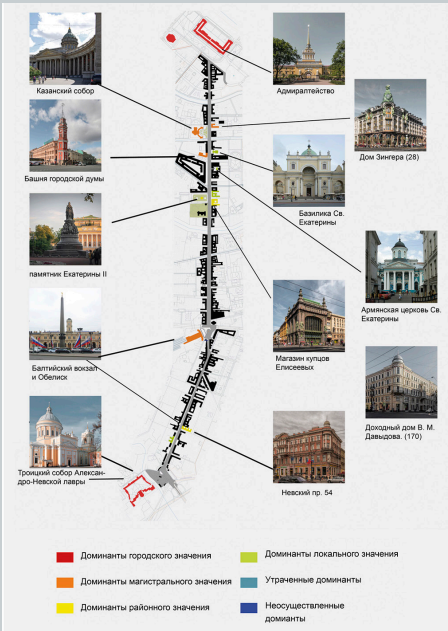 Казанский собор
Адмиралтейство
Дом Зингера (28)
Башня городской думы
Базилика Св.
Екатерины
памятник Екатерины II
Армянская церковь Св.
Екатерины
Магазин купцов
Елисеевых
Балтийский вокзал
и Обелиск
Доходный дом В. М.
Давыдова. (170)
Троицкий собор Алексан-
дро-Невской лавры
Невский пр. 54
Доминанты городского значения
Доминанты магистрального значения
Доминанты районного значения
Доминанты локального значения
Утраченные доминанты
Неосуществленные
домианты